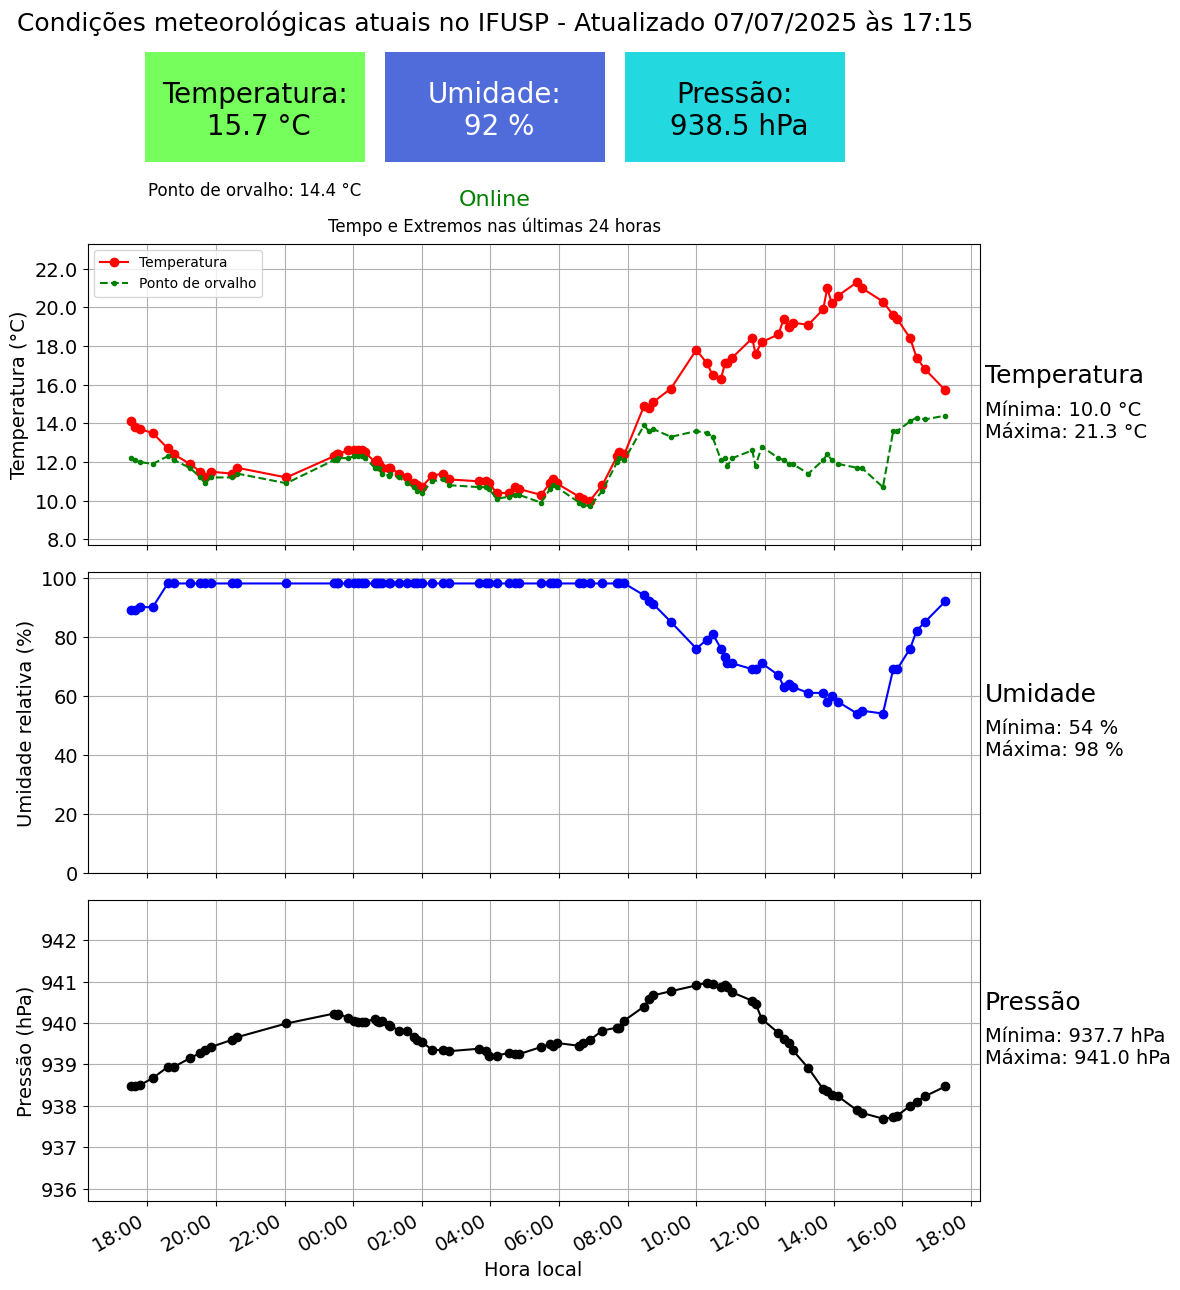 Condições meteorológicas atuais no IFUSP - Atualizado 07/07/2025 às 17:15
Temperatura:
15.7 °C
Umidade:
92 %
Pressão:
938.5 hPa
Ponto de orvalho: 14.4 °C
Online
Tempo e Extremos nas últimas 24 horas
Temperatura
Ponto de orvalho
Temperatura (°C)
22.0
20.0
18.0
16.0
14.0
12.0
10.0
8.0
Temperatura
Mínima: 10.0 °C
Máxima: 21.3 °C
Umidade relativa (%)
100
80
60
40
20
0
Umidade
Mínima: 54 %
Máxima: 98 %
Pressão (hPa)
942
941
940
939
938
937
936
Pressão
Mínima: 937.7 hPa
Máxima: 941.0 hPa
18:00
20:00
22:00
00:00
02:00
04:00
06:00
08:00
10:00
12:00
14:00
16:00
18:00
Hora local